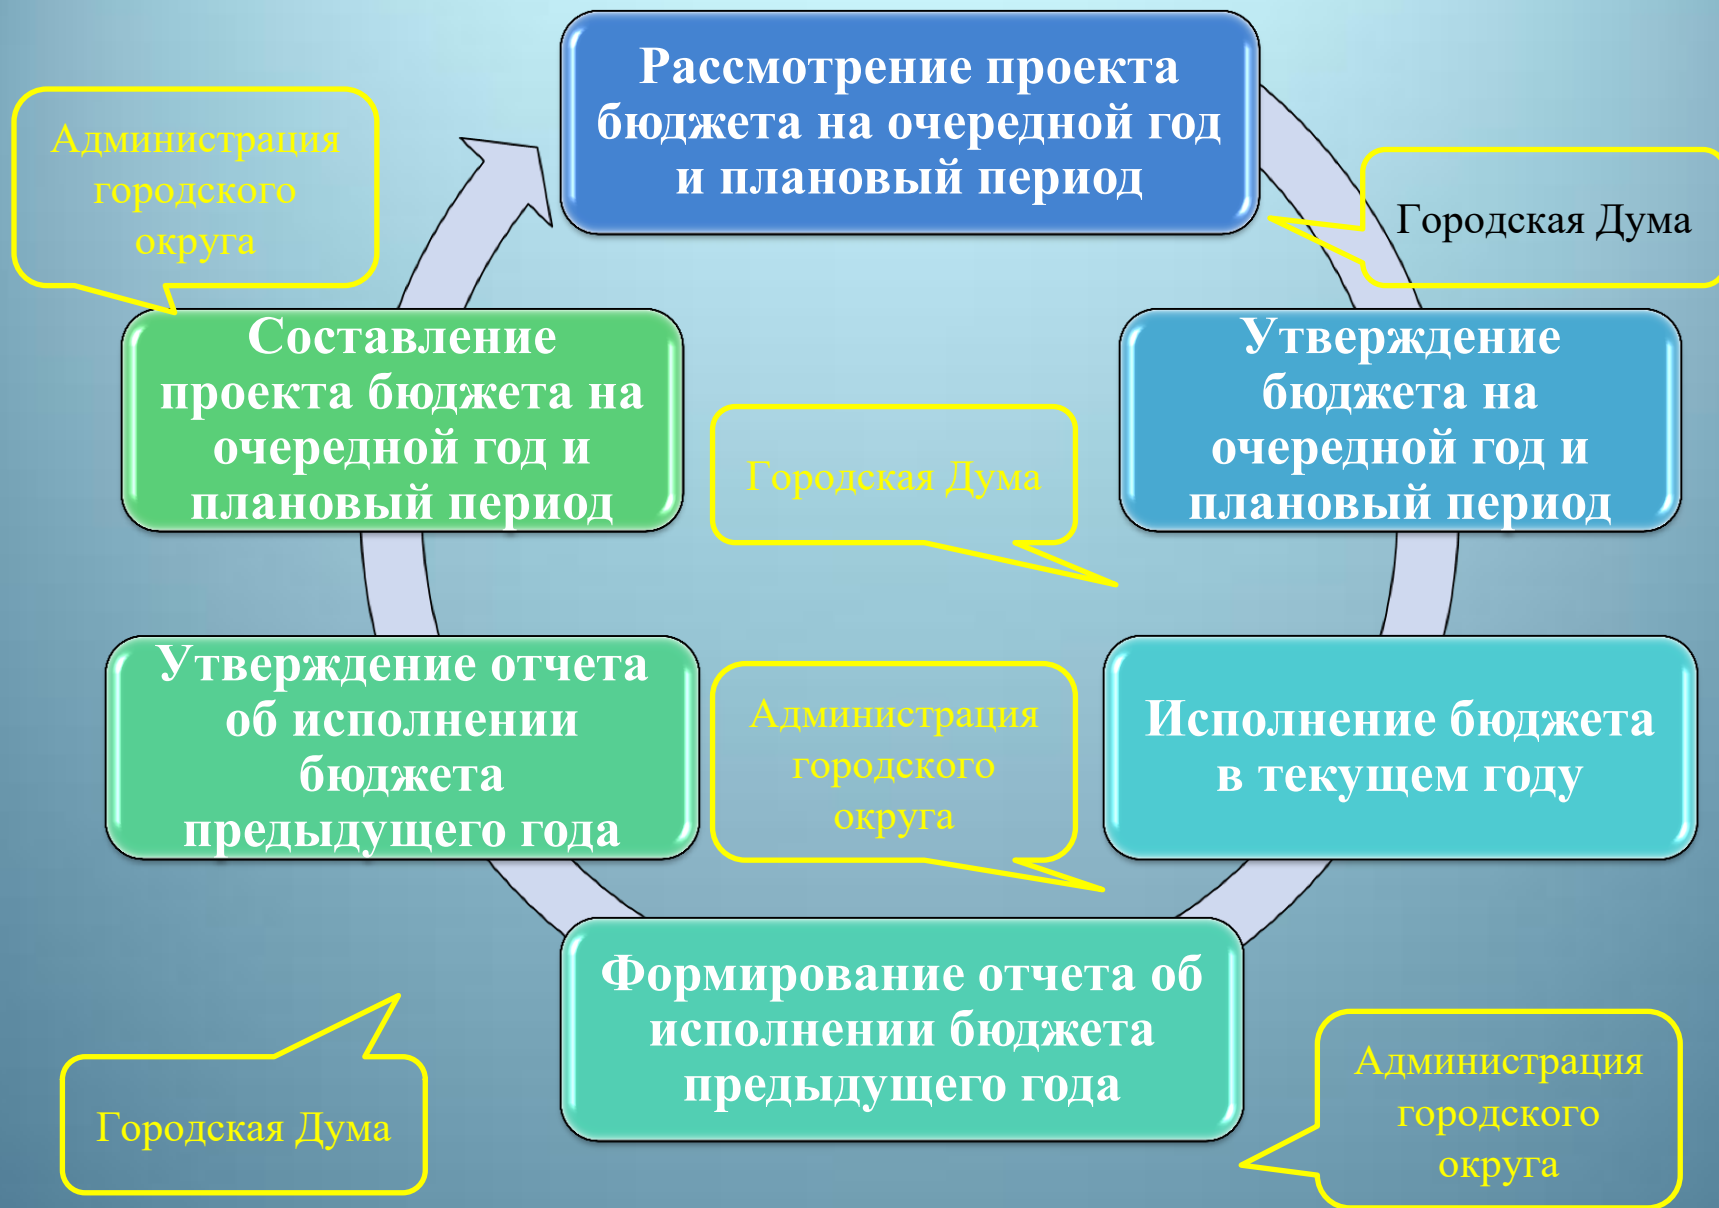 Рассмотрение проекта
бюджета на очередной год
и плановый период
Администрация
городского
округа
Городская Дума
Составление
проекта бюджета на
очередной год и
плановый период
Утверждение
бюджета на
очередной год и
плановый период
Городская Дума
Утверждение отчета
об исполнении
бюджета
предыдущего года
Администрация
городского
округа
Исполнение бюджета
в текущем году
Формирование отчета об
исполнении бюджета
предыдущего года
Городская Дума
Администрация
городского
округа